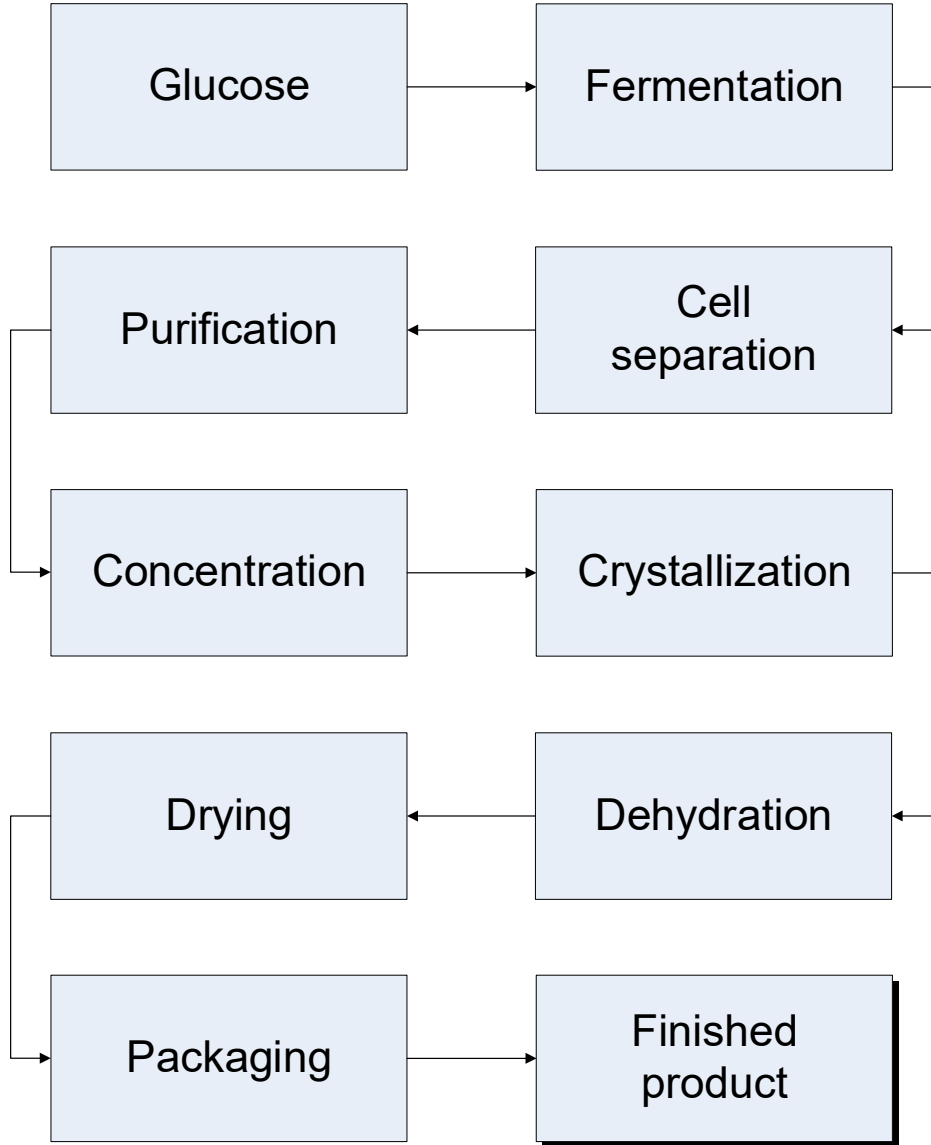 Glucose
Fermentation
Cell
separation
Purification
Concentration
Crystallization
Dehydration
Drying
Packaging
Finished
product